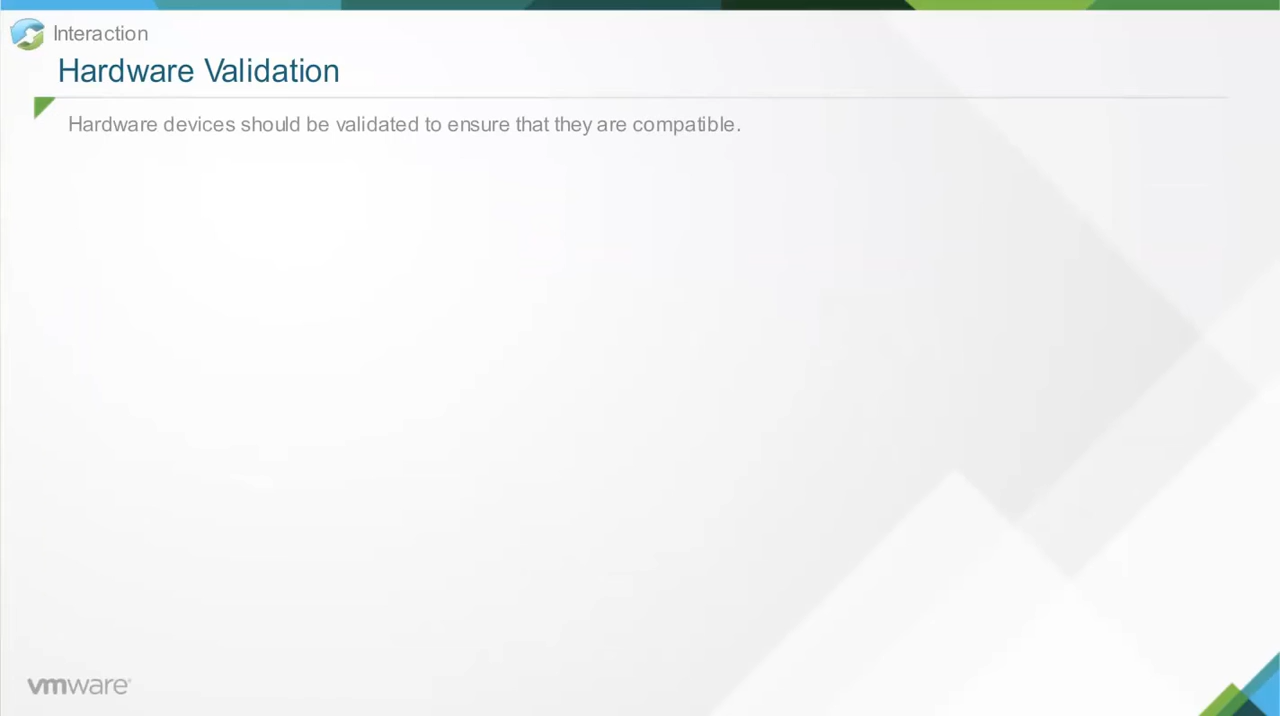 Interaction
Hardware Validation
Hardware devices should be validated to ensure that they are compatible.
vmware®